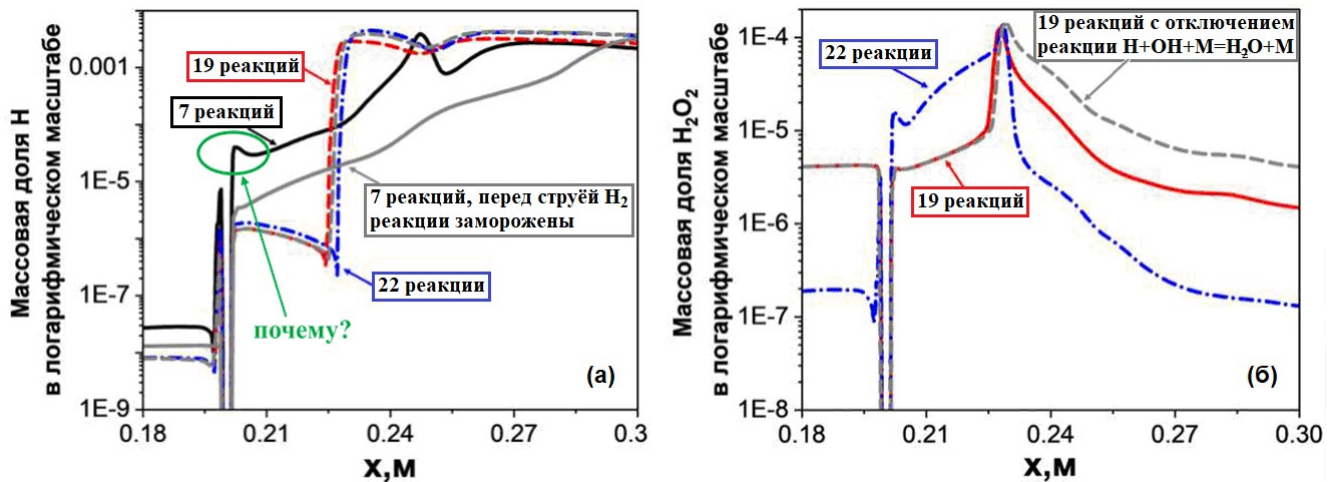 Массовая доля H
в логарифмическом масштабе
0.001
1E-5
1E-7
1E-9
19 реакций
7 реакций
почему?
7 реакций, перед струёй H₂
реакции заморожены
22 реакции
(а)
0.18
0.21
0.24
0.27
0.3
x,м
Массовая доля H₂O₂
в логарифмическом масштабе
1E-4
1E-5
1E-6
1E-7
1E-8
22 реакции
19 реакций с отключением
реакции H+OH+M=H₂O+M
19 реакций
(б)
0.18
0.21
0.24
0.27
0.30
x,м